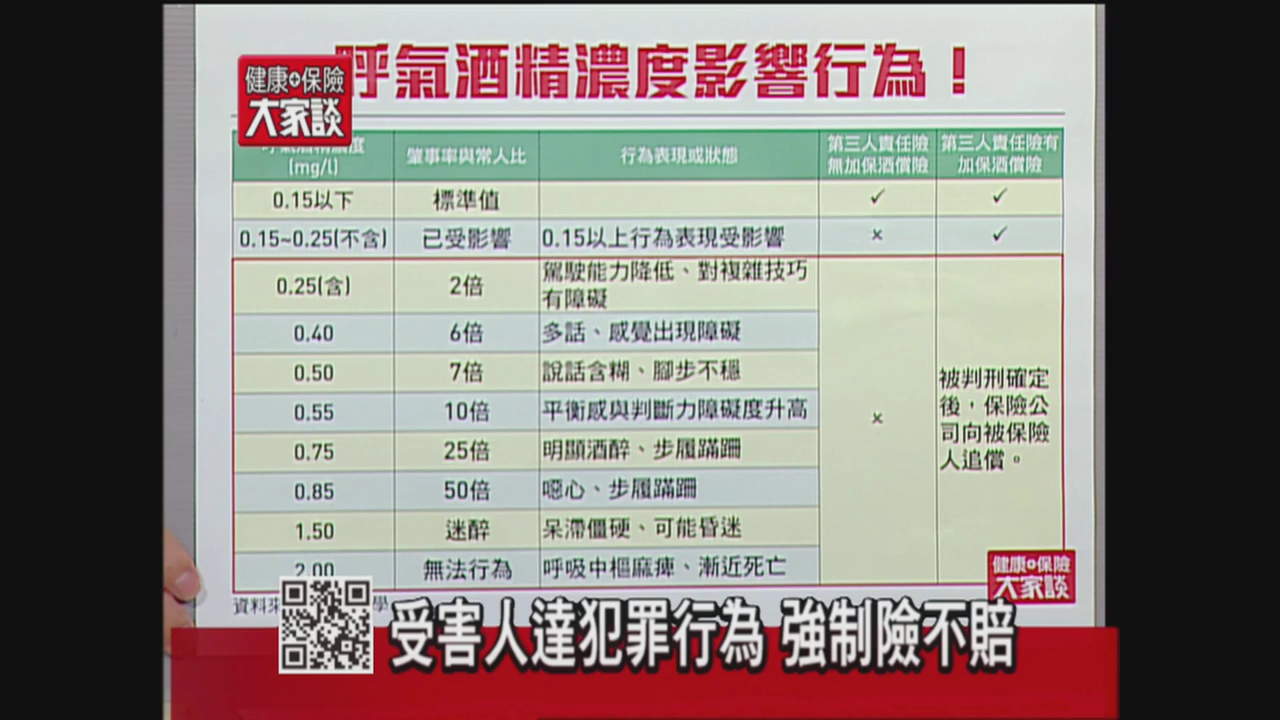 呼氣酒精濃度影響行為！
健康+保險
大家談
(mg/l)
肇事率與常人比
行為表現或狀態
第三人責任險
無加保酒償險
第三人責任險有
加保酒償險
0.15以下
標準值
✓
✓
0.15~0.25(不含)
已受影響
0.15以上行為表現受影響
×
✓
0.25(含)
2倍
駕駛能力降低、對複雜技巧
有障礙
0.40
6倍
多話、感覺出現障礙
0.50
7倍
說話含糊、腳步不穩
0.55
10倍
平衡感與判斷力障礙度升高
0.75
25倍
明顯酒醉、步履蹣跚
0.85
50倍
噁心、步履蹣跚
1.50
迷醉
呆滯僵硬、可能昏迷
2.00
無法行為
呼吸中樞麻痺、漸近死亡
×
被判刑確定
後，保險公
司向被保險
人追償。
健康+保險
大家談
資料來
學
受害人達犯罪行為 強制險不賠